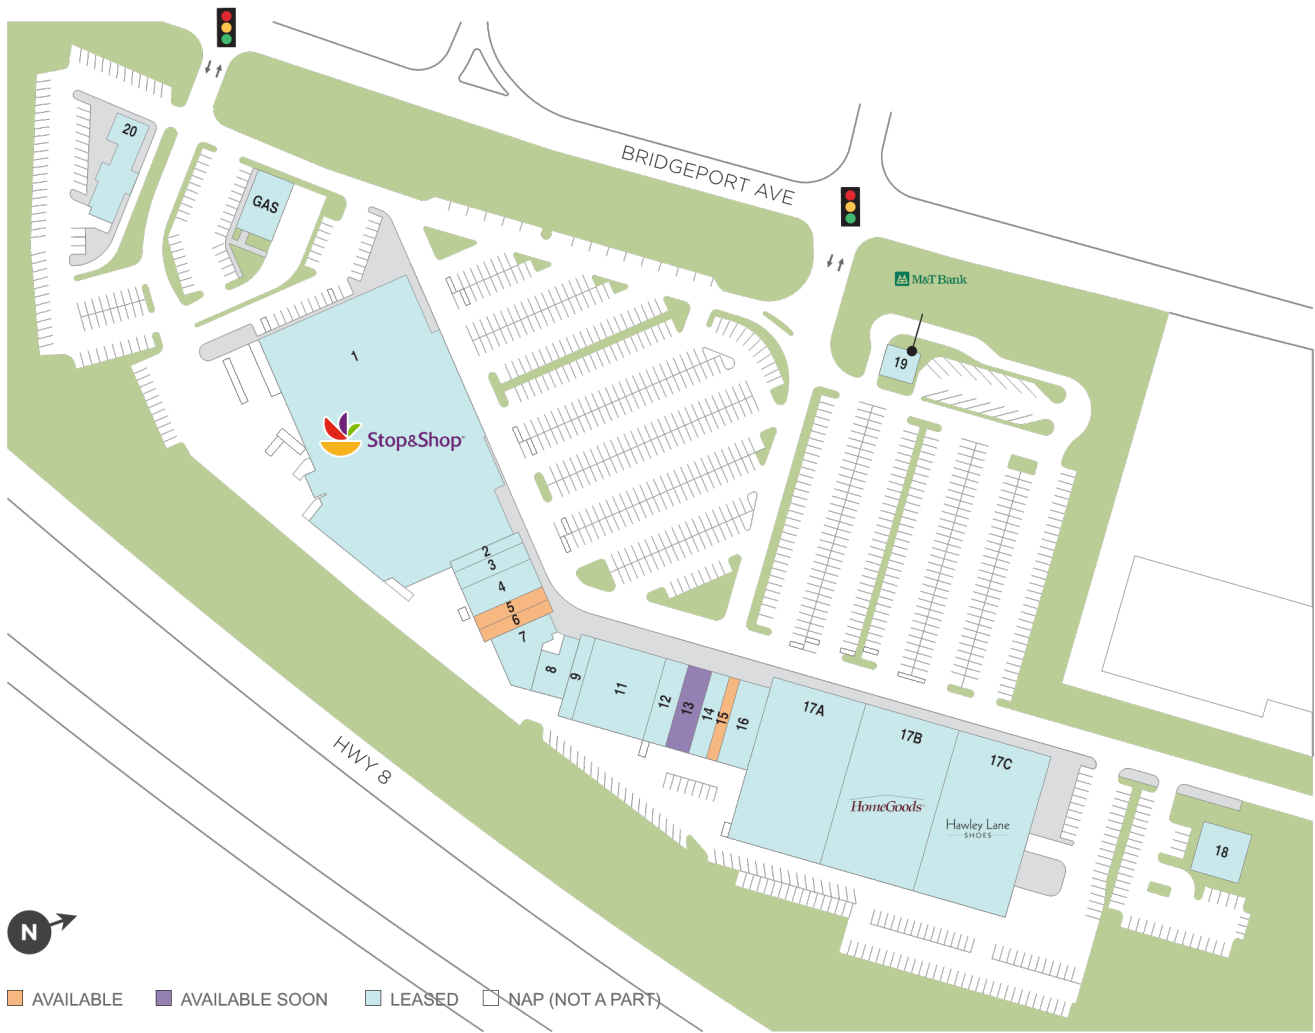 20
GAS
BRIDGEPORT AVE
M&T Bank
19
1
Stop&Shop
2
3
4
5
6
7
8
9
11
12
13
14
15
16
17A
17B
17C
HomeGoods
Hawley Lane
SHOES
18
HWY 8
N
AVAILABLE
AVAILABLE SOON
LEASED
NAP (NOT A PART)